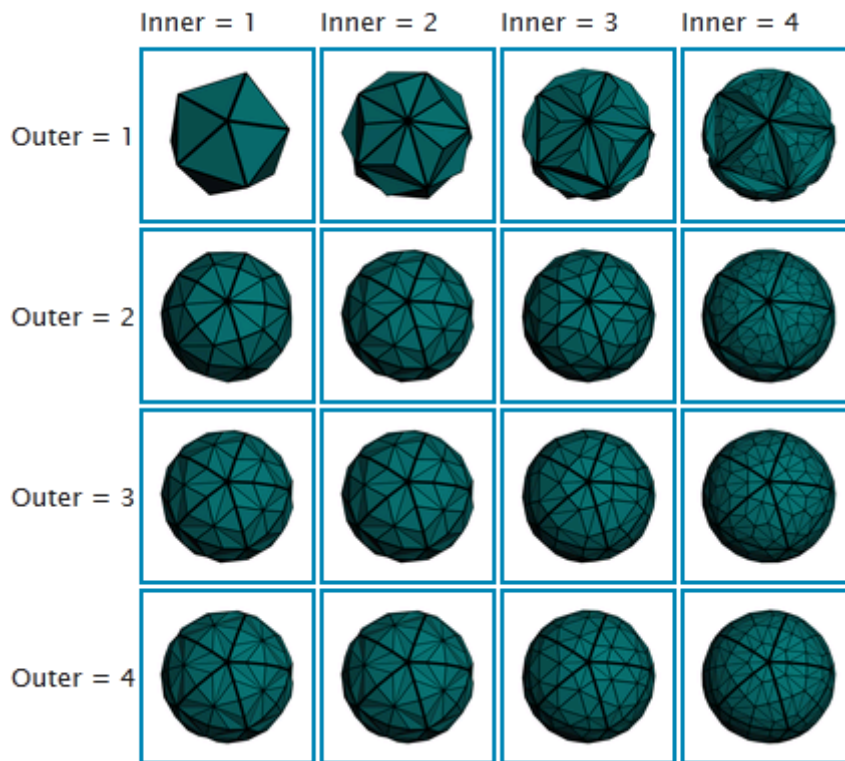 Inner = 1 Inner = 2 Inner = 3 Inner = 4
Outer = 1
Outer = 2
Outer = 3
Outer = 4